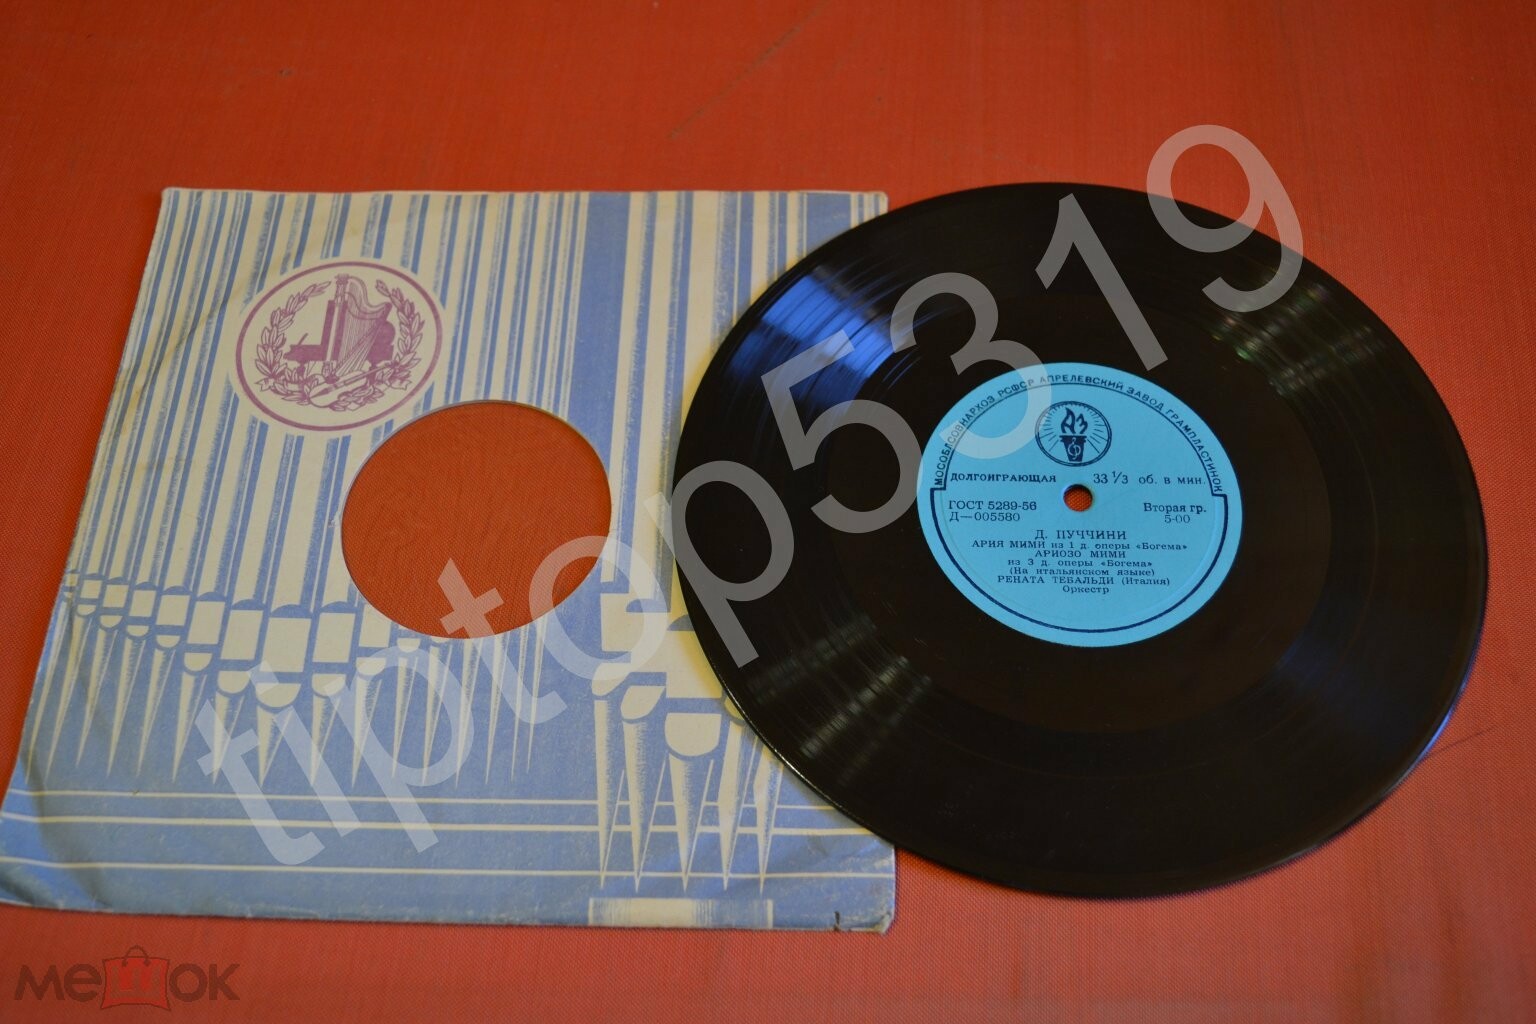 МОСОБЛСОВНАРХОЗ РСФСР АПРЕЛЕВСКИЙ ЗАВОД ГРАМПЛАСТИНОК
АЗ
ДОЛГОИГРАЮЩАЯ 33 1/3 об. в мин.
ГОСТ 5289-56 Вторая гр.
Д—005580 5-00
Д. ПУЧЧИНИ
АРИЯ МИМИ из 1 д. оперы «Богема»
АРИОЗО МИМИ
из 3 д. оперы «Богема»
(На итальянском языке)
РЕНАТА ТЕБАЛЬДИ (Италия)
Оркестр
tiptop5319
мешок